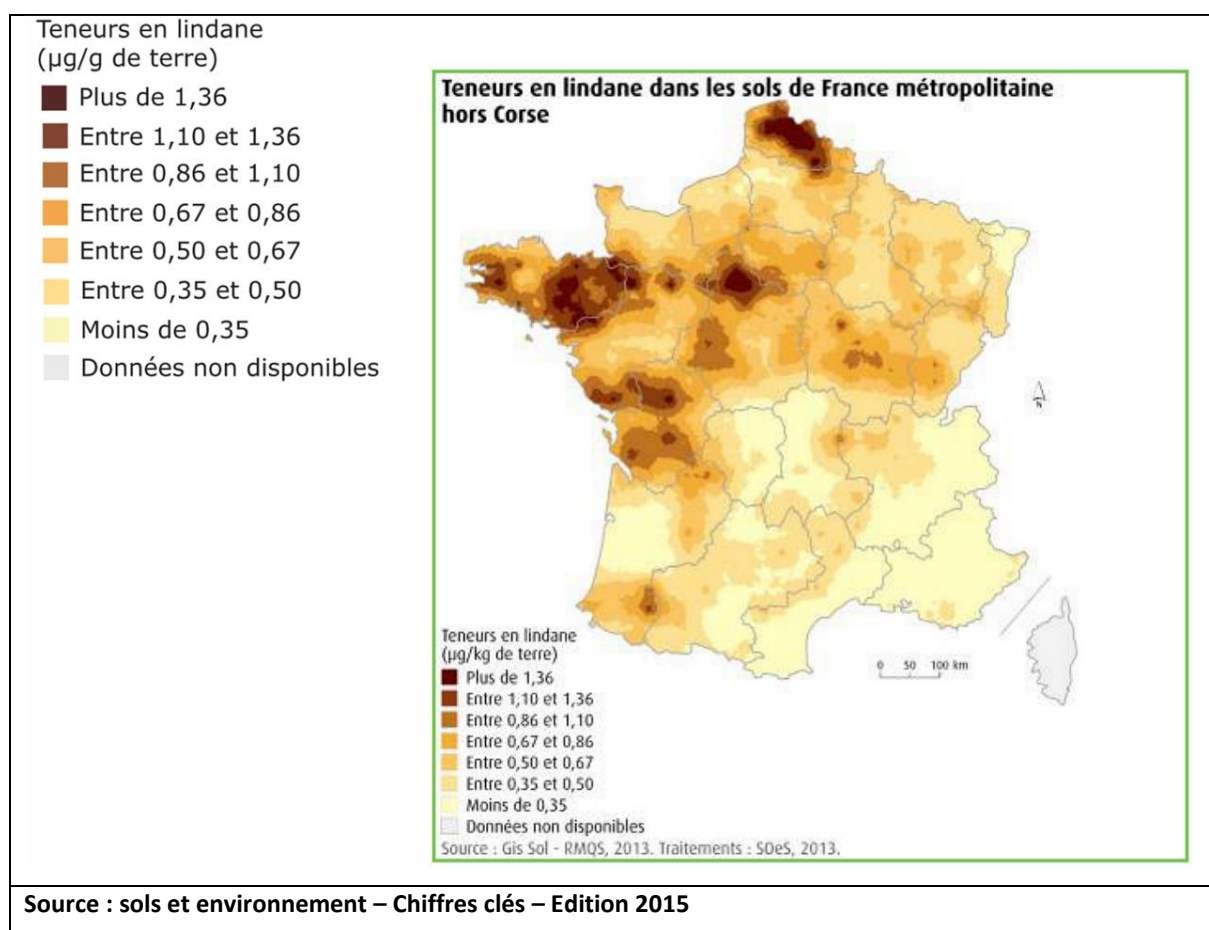 Teneurs en lindane
(µg/g de terre)
Plus de 1,36
Entre 1,10 et 1,36
Entre 0,86 et 1,10
Entre 0,67 et 0,86
Entre 0,50 et 0,67
Entre 0,35 et 0,50
Moins de 0,35
Données non disponibles
Teneurs en lindane dans les sols de France métropolitaine
hors Corse
N
0 50 100 km
Teneurs en lindane
(µg/kg de terre)
Plus de 1,36
Entre 1,10 et 1,36
Entre 0,86 et 1,10
Entre 0,67 et 0,86
Entre 0,50 et 0,67
Entre 0,35 et 0,50
Moins de 0,35
Données non disponibles
Source : Gis Sol - RMQS, 2013. Traitements : SOeS, 2013.
Source : sols et environnement – Chiffres clés – Edition 2015